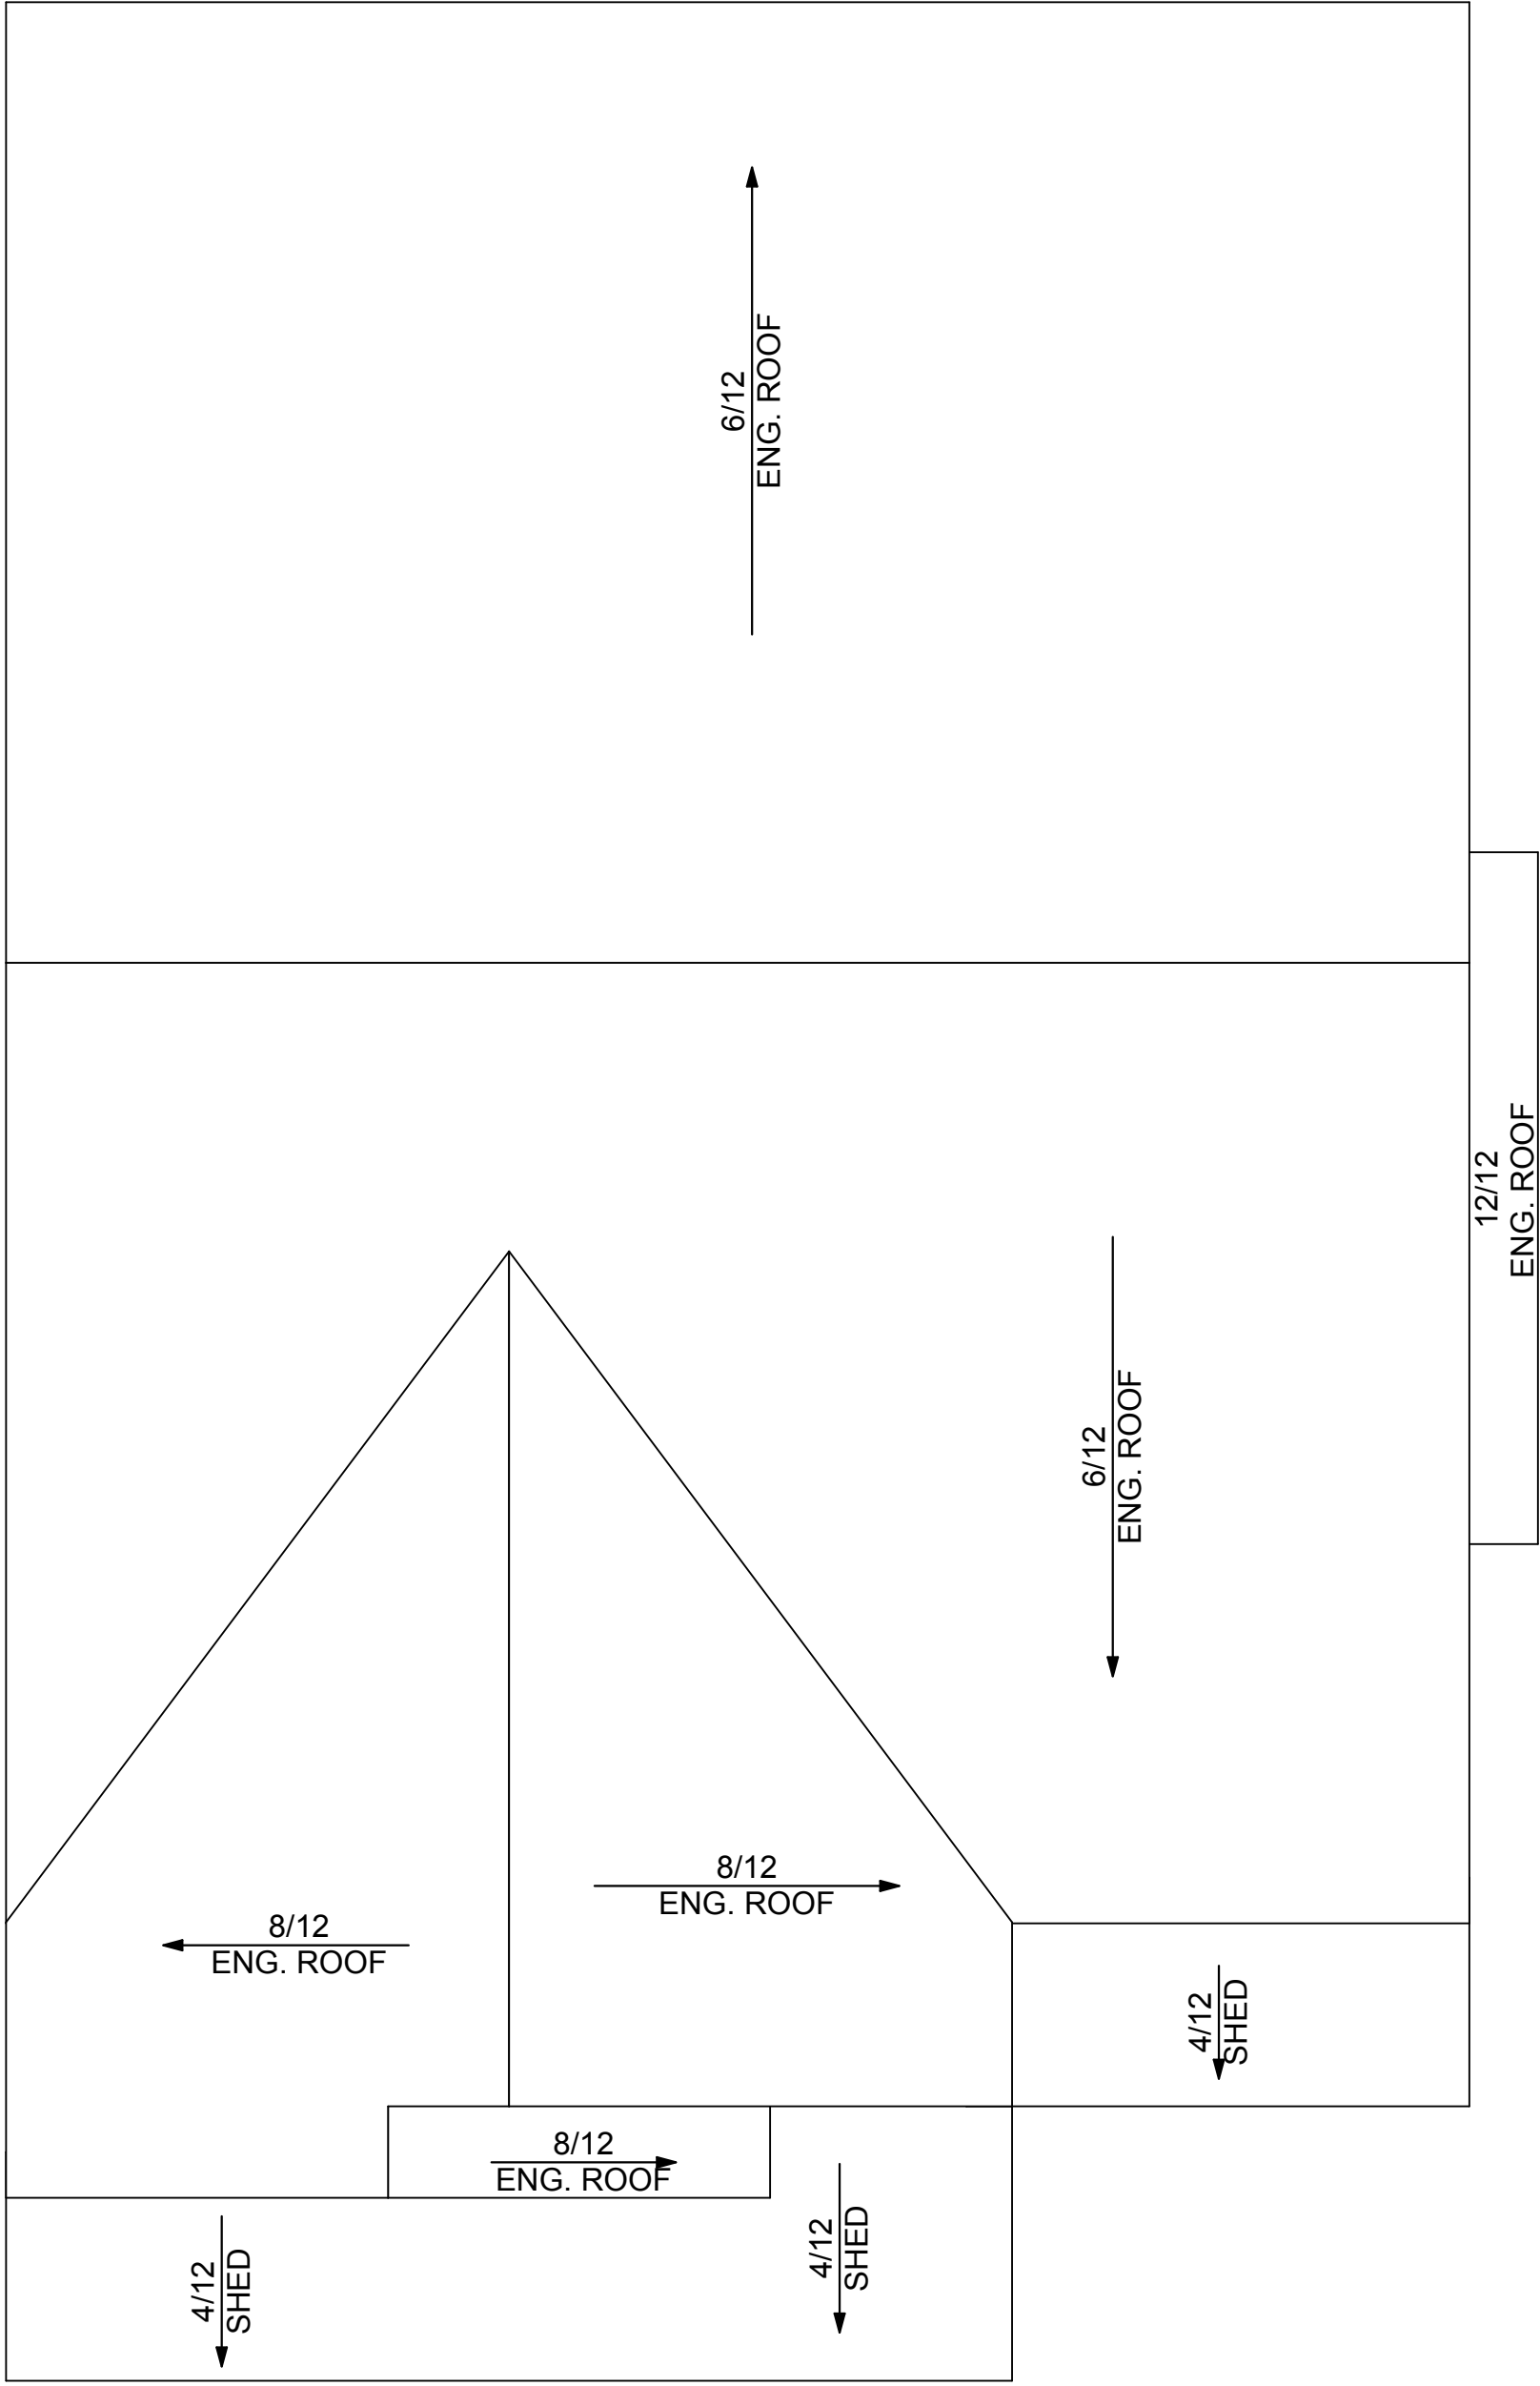 6/12
ENG. ROOF
12/12
ENG. ROOF
6/12
ENG. ROOF
8/12
ENG. ROOF
8/12
ENG. ROOF
4/12
SHED
8/12
ENG. ROOF
4/12
SHED
4/12
SHED